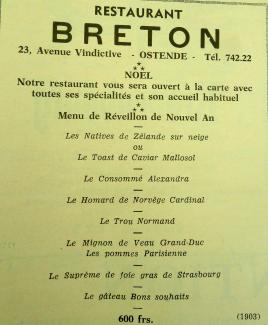 RESTAURANT
BRETON
23, Avenue Vindictive - OSTENDE - Tél. 742.22
NOEL
Notre restaurant vous sera ouvert à la carte avec
toutes ses spécialités et son accueil habituel
Menu de Réveillon de Nouvel An
Les Natives de Zélande sur neige
ou
Le Toast de Caviar Mallosol
Le Consommé Alexandra
Le Homard de Norvège Cardinal
Le Trou Normand
Le Mignon de Veau Grand-Duc
Les pommes Parisienne
Le Suprême de foie gras de Strasbourg
Le gâteau Bons souhaits
600 frs.
(1903)